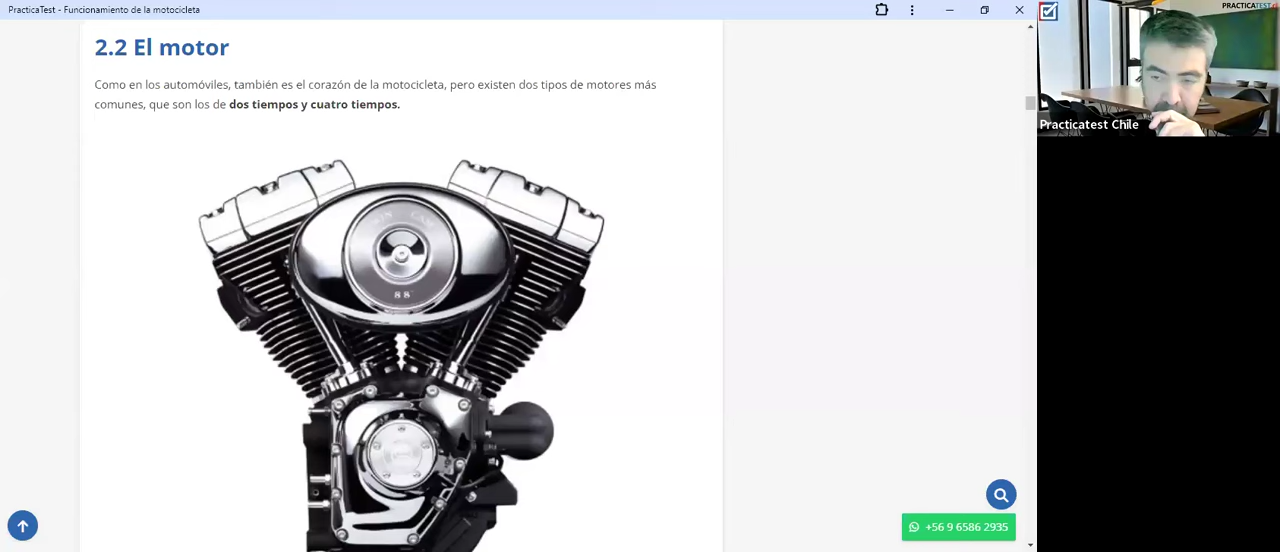 PracticaTest - Funcionamiento de la motocicleta
PRACTICATEST
2.2 El motor
Como en los automóviles, también es el corazón de la motocicleta, pero existen dos tipos de motores más
comunes, que son los de dos tiempos y cuatro tiempos.
Practicatest Chile
88
+56 9 6586 2935